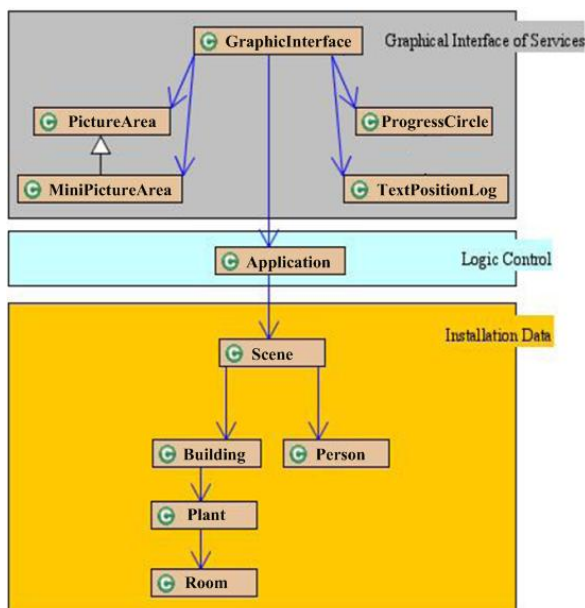 GraphicInterface
Graphical Interface of Services
PictureArea
ProgressCircle
MiniPictureArea
TextPositionLog
Application
Logic Control
Installation Data
Scene
Building
Person
Plant
Room